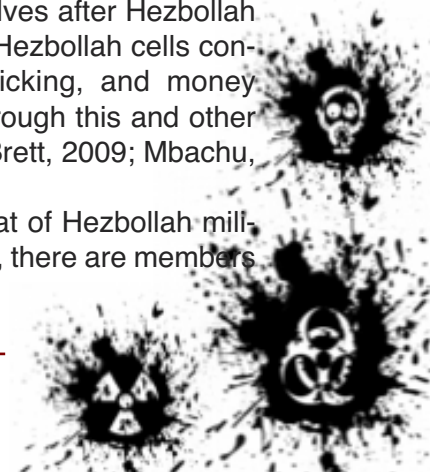 lves after Hezbollah
Hezbollah cells con-
icking, and money
rough this and other
Brett, 2009; Mbachu,
at of Hezbollah mili-
, there are members